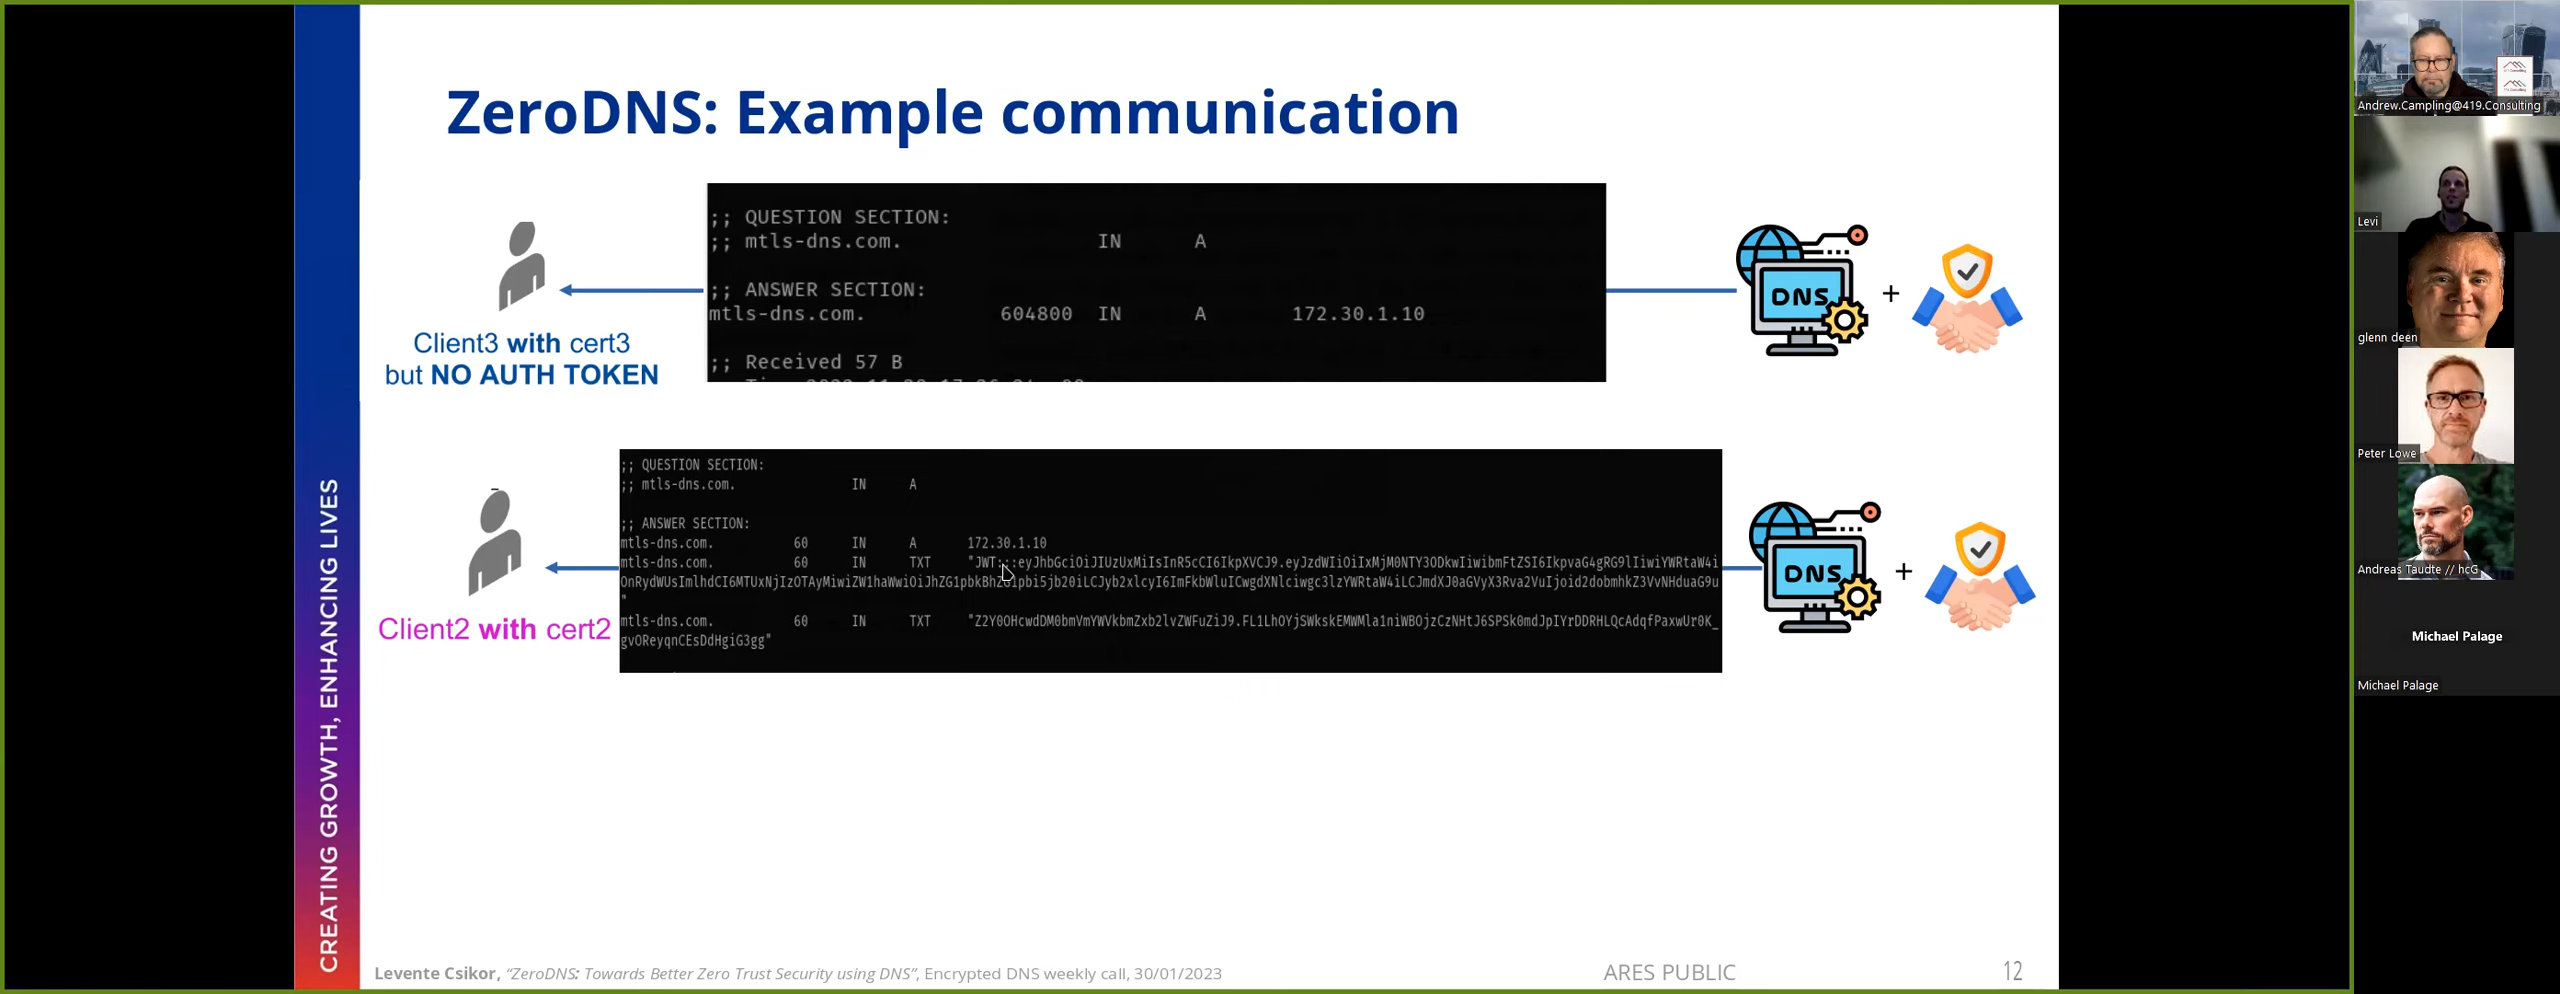 ZeroDNS: Example communication
;; QUESTION SECTION:
;; mtls-dns.com. IN A
;; ANSWER SECTION:
mtls-dns.com. 604800 IN A 172.30.1.10
;; Received 57 B
Client3 with cert3
but NO AUTH TOKEN
DNS
+
;; QUESTION SECTION:
;; mtls-dns.com. IN A
;; ANSWER SECTION:
mtls-dns.com. 60 IN A 172.30.1.10
mtls-dns.com. 60 IN TXT
"
mtls-dns.com. 60 IN TXT
gvOReyqnCEsDdHgiG3gg"
Client2 with cert2
DNS
+
CREATING GROWTH, ENHANCING LIVES
Levente Csikor, “ZeroDNS: Towards Better Zero Trust Security using DNS”, Encrypted DNS weekly call, 30/01/2023
ARES PUBLIC
12
Andrew.Campling@419.Consulting
Levi
glenn deen
Peter Lowe
Andreas Taudte // hcG
Michael Palage
Michael Palage